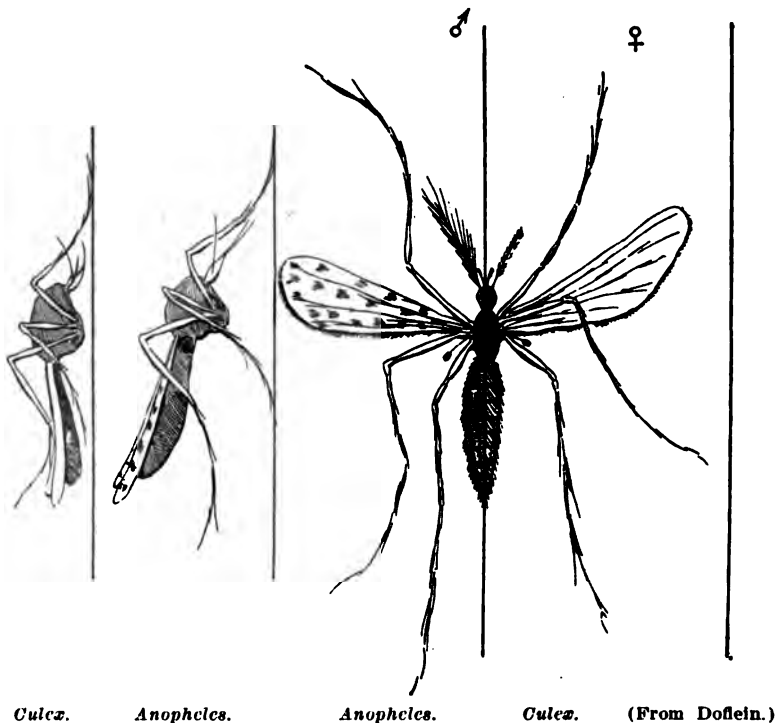 ♂ ♀
Culex. Anopheles. Anopheles. Culex. (From Doflein.)